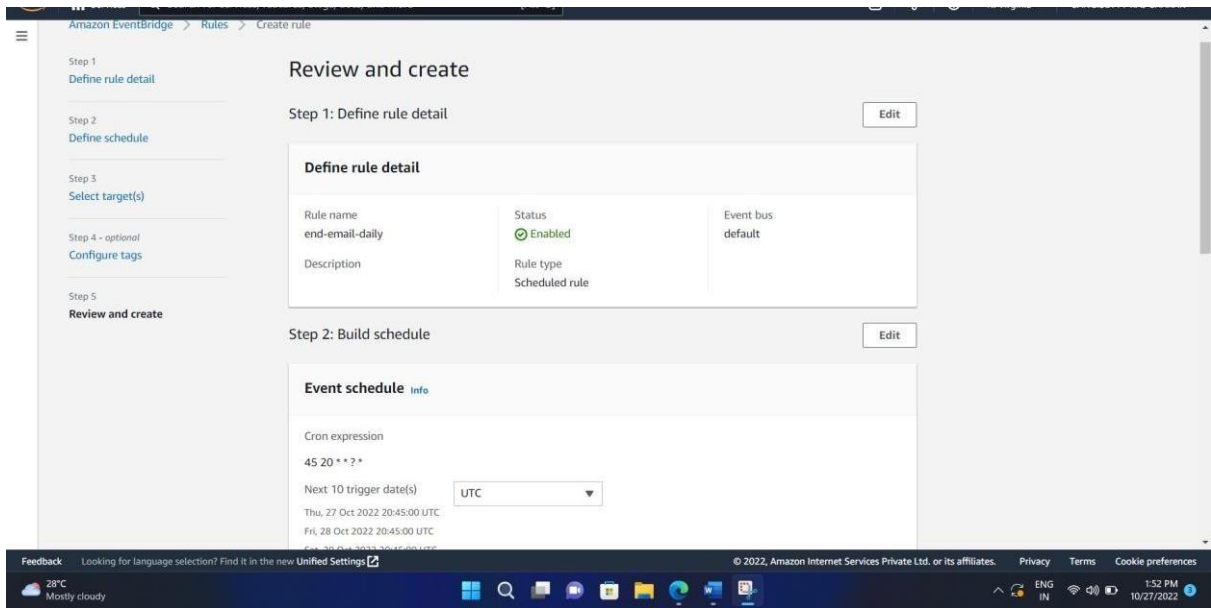 Amazon EventBridge > Rules > Create rule
Step 1
Define rule detail
Step 2
Define schedule
Step 3
Select target(s)
Step 4 - optional
Configure tags
Step 5
Review and create
Review and create
Step 1: Define rule detail
Edit
Define rule detail
Rule name
end-email-daily
Status
Enabled
Event bus
default
Description
Rule type
Scheduled rule
Step 2: Build schedule
Edit
Event schedule Info
Cron expression
45 20 * * ? *
Next 10 trigger date(s)
UTC
Thu, 27 Oct 2022 20:45:00 UTC
Fri, 28 Oct 2022 20:45:00 UTC
Feedback Looking for language selection? Find it in the new Unified Settings
© 2022, Amazon Internet Services Private Ltd. or its affiliates. Privacy Terms Cookie preferences
28°C
Mostly cloudy
ENG
IN
1:52 PM
10/27/2022
3